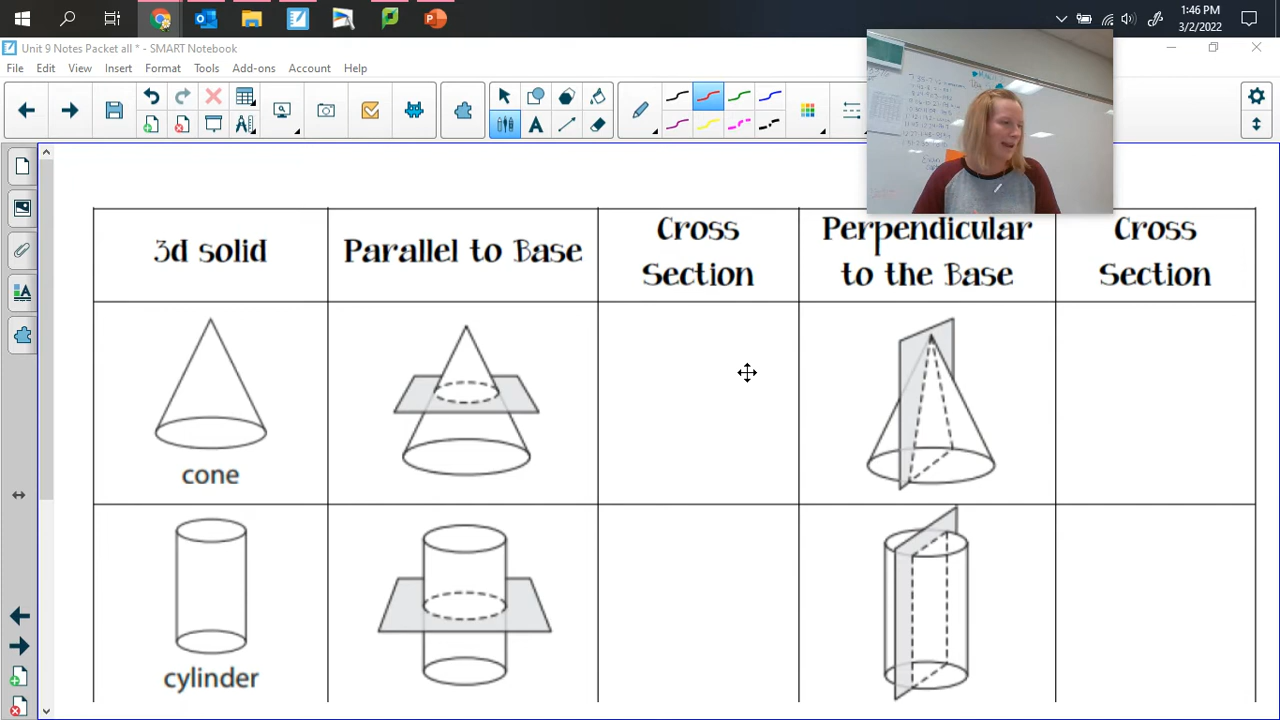 1:46 PM
3/2/2022
Unit 9 Notes Packet all * - SMART Notebook
File Edit View Insert Format Tools Add-ons Account Help
3d solid
Parallel to Base
Cross
Section
Perpendicular
to the Base
Cross
Section
cone
cylinder